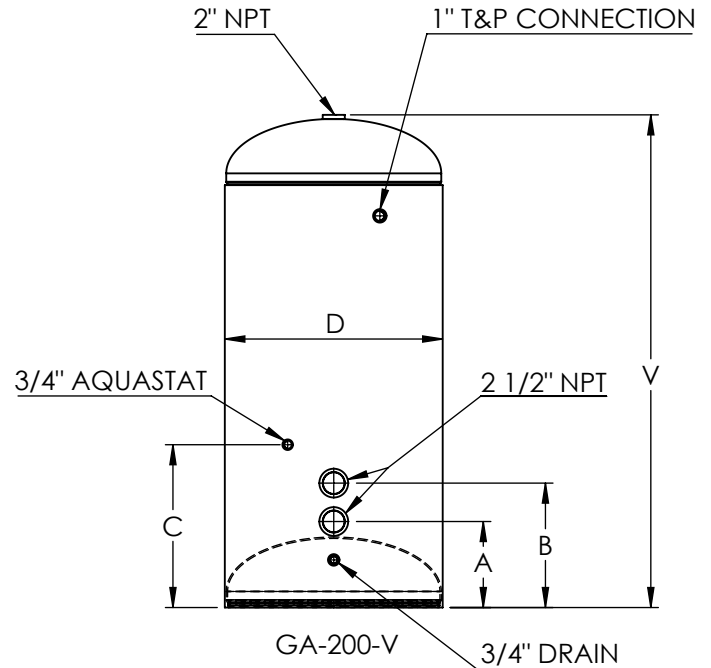 2" NPT
1" T&P CONNECTION
D
V
3/4" AQUASTAT
2 1/2" NPT
C
B
A
GA-200-V
3/4" DRAIN